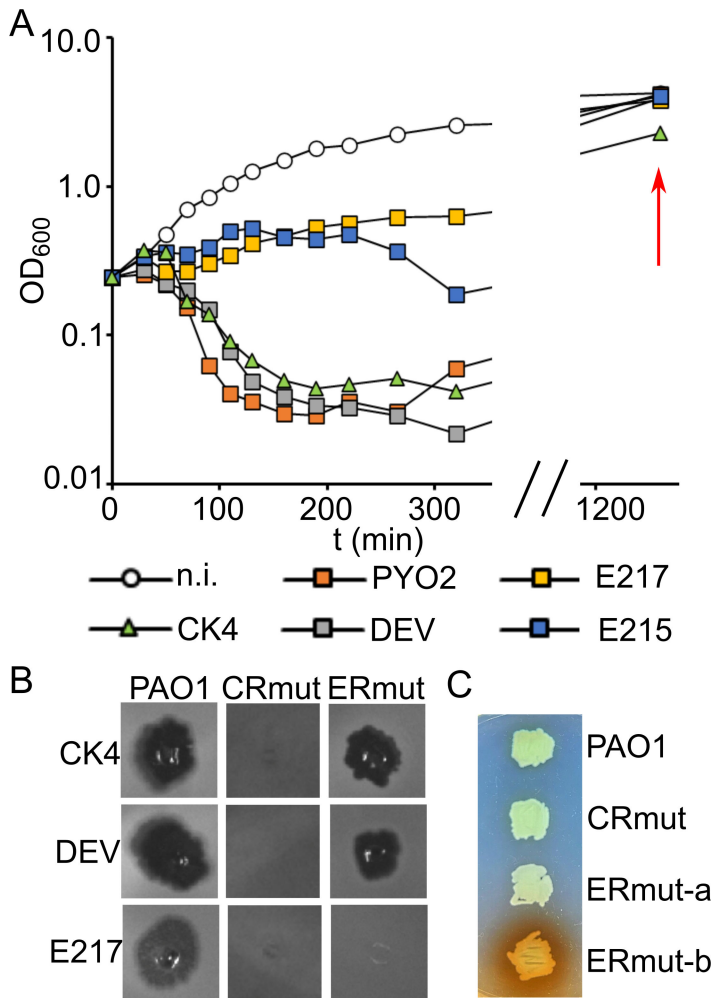 A
10.0
1.0
0.1
0.01
OD600
0 100 200 300 1200
t (min)
n.i. PYO2 E217
CK4 DEV E215
B
PAO1 CRmut ERmut
CK4
DEV
E217
C
PAO1
CRmut
ERmut-a
ERmut-b